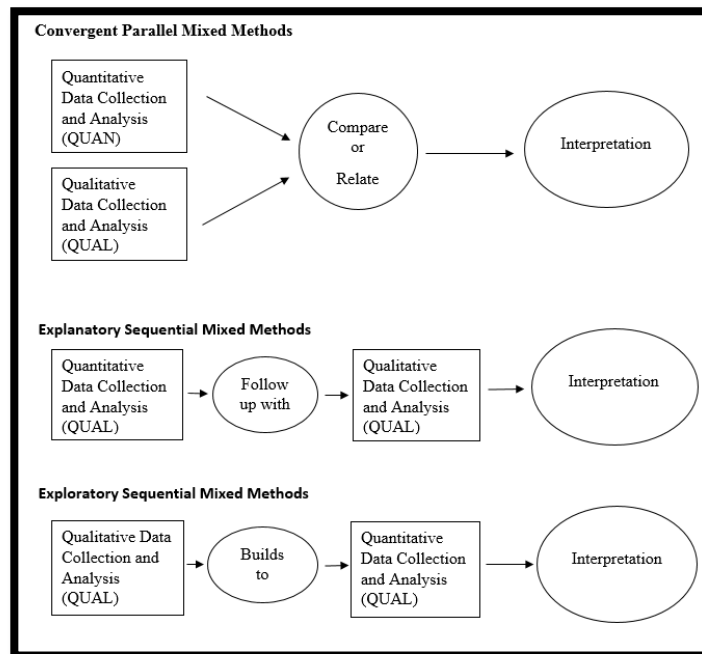 Convergent Parallel Mixed Methods
Quantitative
Data Collection
and Analysis
(QUAN)
Compare
or
Relate
Interpretation
Qualitative
Data Collection
and Analysis
(QUAL)
Explanatory Sequential Mixed Methods
Quantitative
Data Collection
and Analysis
(QUAL)
Follow
up with
Qualitative
Data Collection
and Analysis
(QUAL)
Interpretation
Exploratory Sequential Mixed Methods
Qualitative Data
Collection and
Analysis
(QUAL)
Builds
to
Quantitative
Data Collection
and Analysis
(QUAL)
Interpretation